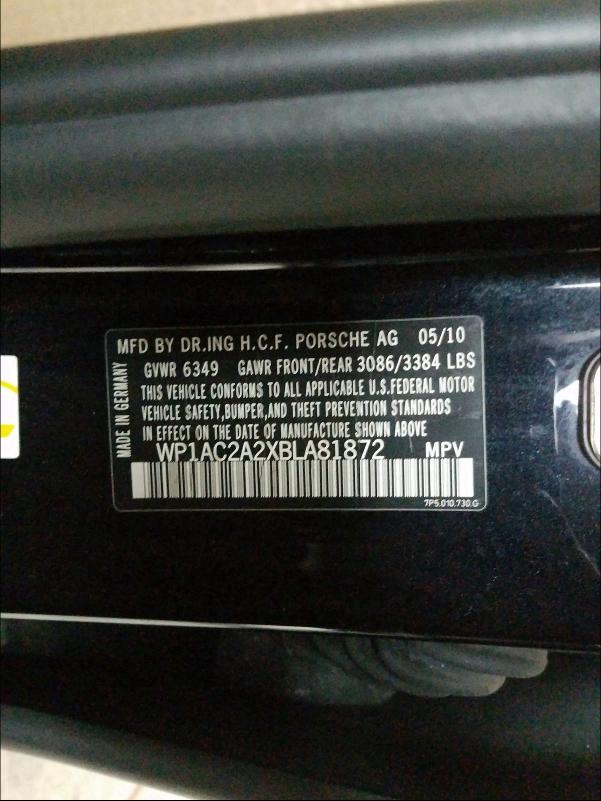 MFD BY DR.ING H.C.F. PORSCHE AG 05/10
GVWR 6349 GAWR FRONT/REAR 3086/3384 LBS
THIS VEHICLE CONFORMS TO ALL APPLICABLE U.S.FEDERAL MOTOR
VEHICLE SAFETY,BUMPER,AND THEFT PREVENTION STANDARDS
IN EFFECT ON THE DATE OF MANUFACTURE SHOWN ABOVE
WP1AC2A2XBLA81872 MPV
MADE IN GERMANY
7P5.010.730.G